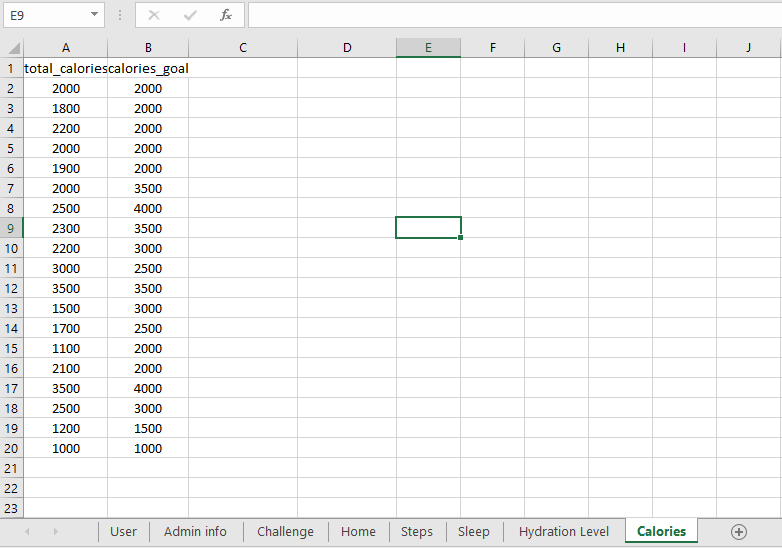 E9 fx
A B C D E F G H I J
1 total_calories calories_goal
2 2000 2000
3 1800 2000
4 2200 2000
5 2000 2000
6 1900 2000
7 2000 3500
8 2500 4000
9 2300 3500
10 2200 3000
11 3000 2500
12 3500 3500
13 1500 3000
14 1700 2500
15 1100 2000
16 2100 2000
17 3500 4000
18 2500 3000
19 1200 1500
20 1000 1000
21
22
23
User Admin info Challenge Home Steps Sleep Hydration Level Calories